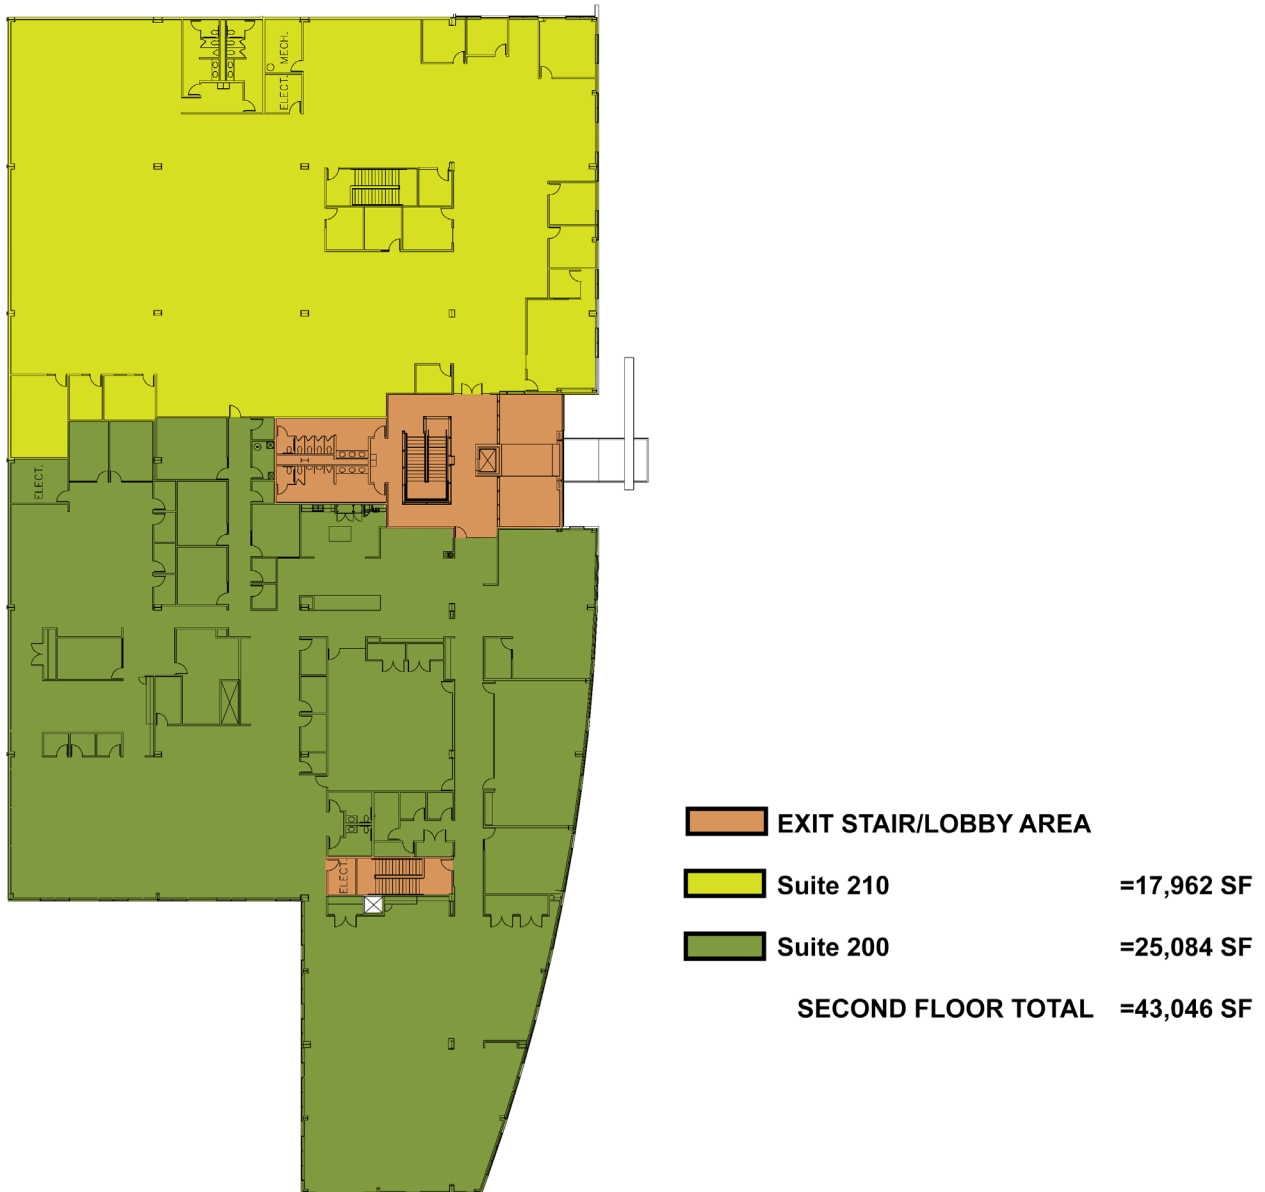 MECH.
ELECT.
ELECT.
ELECT.
EXIT STAIR/LOBBY AREA
Suite 210 =17,962 SF
Suite 200 =25,084 SF
SECOND FLOOR TOTAL =43,046 SF